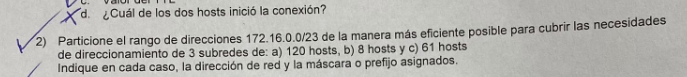 d. ¿Cuál de los dos hosts inició la conexión?
2) Particione el rango de direcciones 172.16.0.0/23 de la manera más eficiente posible para cubrir las necesidades
de direccionamiento de 3 subredes de: a) 120 hosts, b) 8 hosts y c) 61 hosts
Indique en cada caso, la dirección de red y la máscara o prefijo asignados.